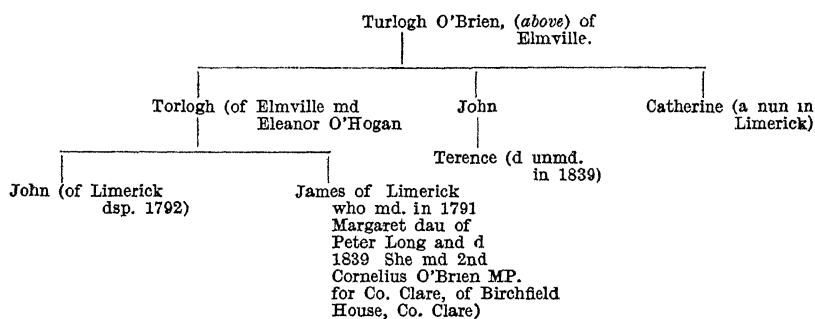 Turlogh O'Brien, (above) of
Elmville.
Torlogh (of Elmville md
Eleanor O'Hogan
John
Catherine (a nun in
Limerick)
Terence (d unmd.
in 1839)
John (of Limerick
dsp. 1792)
James of Limerick
who md. in 1791
Margaret dau of
Peter Long and d
1839 She md 2nd
Cornelius O'Brien MP.
for Co. Clare, of Birchfield
House, Co. Clare)